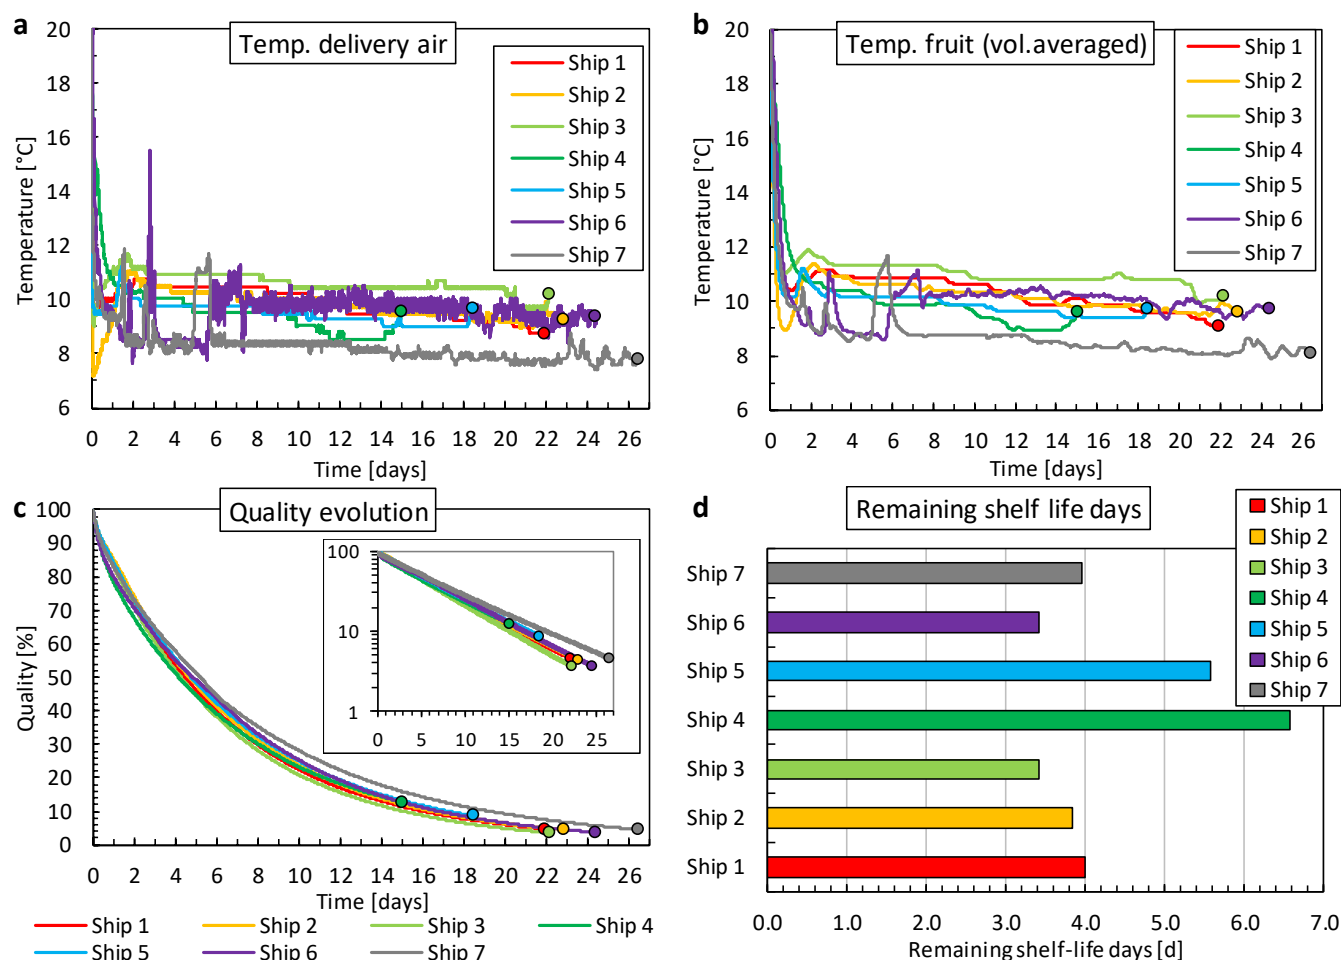 a
Temp. delivery air
20
18
16
14
12
10
8
6
Temperature [°C]
Ship 1
Ship 2
Ship 3
Ship 4
Ship 5
Ship 6
Ship 7
0 2 4 6 8 10 12 14 16 18 20 22 24 26
Time [days]
b
Temp. fruit (vol.averaged)
20
18
16
14
12
10
8
6
Temperature [°C]
Ship 1
Ship 2
Ship 3
Ship 4
Ship 5
Ship 6
Ship 7
0 2 4 6 8 10 12 14 16 18 20 22 24 26
Time [days]
c
Quality evolution
100
90
80
70
60
50
40
30
20
10
0
Quality [%]
100
10
1
0 5 10 15 20 25
0 2 4 6 8 10 12 14 16 18 20 22 24 26
Time [days]
Ship 1 Ship 2 Ship 3 Ship 4
Ship 5 Ship 6 Ship 7
d
Remaining shelf life days
Ship 1
Ship 2
Ship 3
Ship 4
Ship 5
Ship 6
Ship 7
Ship 7
Ship 6
Ship 5
Ship 4
Ship 3
Ship 2
Ship 1
0.0 1.0 2.0 3.0 4.0 5.0 6.0 7.0
Remaining shelf-life days [d]